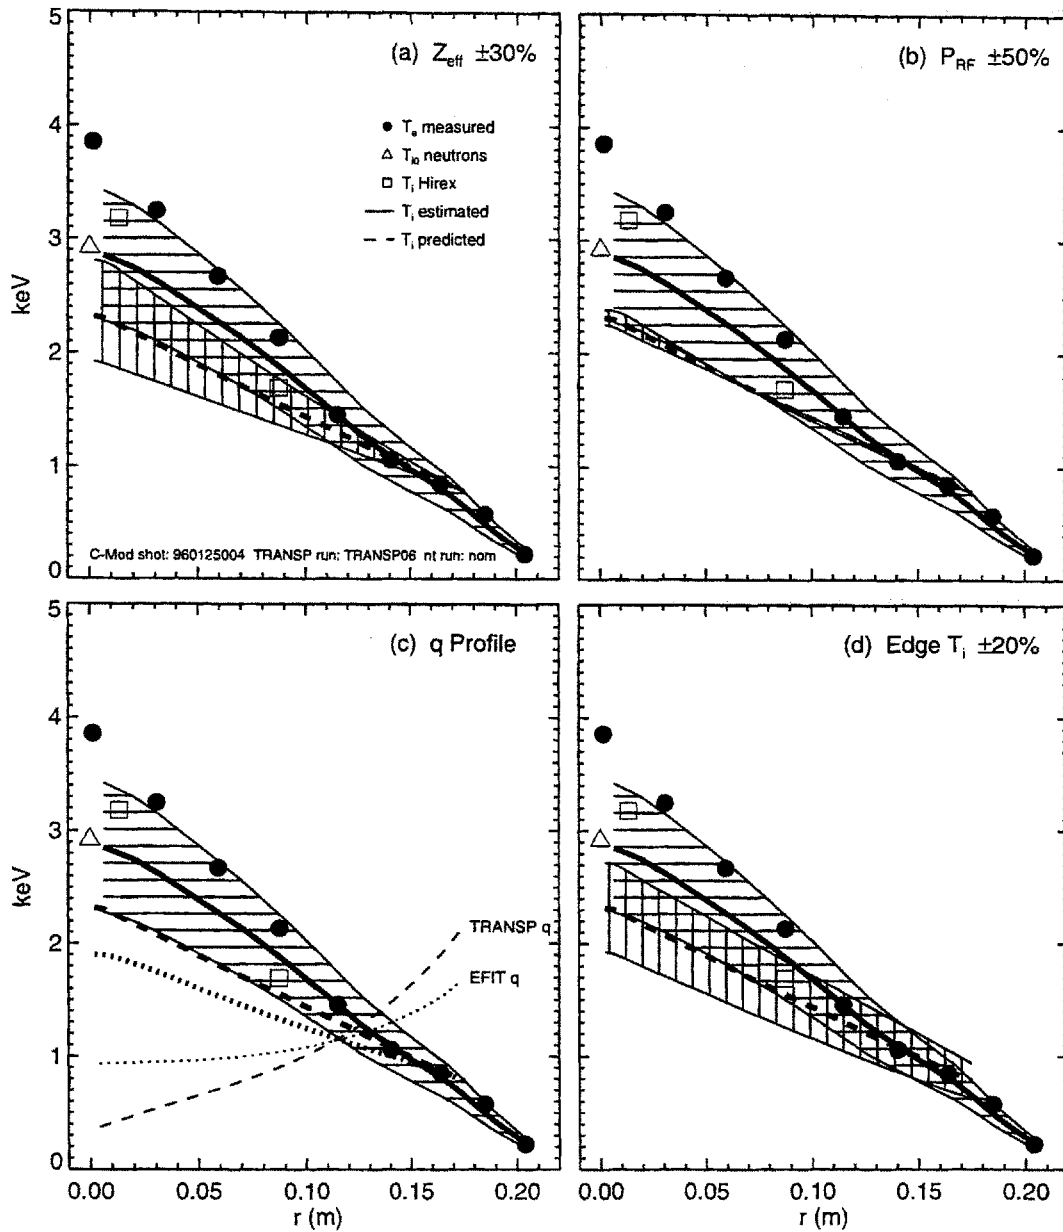 (a) Z_eff ±30%
5
4
3
2
1
0
keV
● T_e measured
△ T_io neutrons
□ T_i Hirex
— T_i estimated
- - T_i predicted
C-Mod shot: 960125004 TRANSP run: TRANSP06 nt run: nom
(b) P_RF ±50%
(c) q Profile
5
4
3
2
1
0
keV
TRANSP q
EFIT q
0.00 0.05 0.10 0.15 0.20
r (m)
(d) Edge T_i ±20%
0.00 0.05 0.10 0.15 0.20
r (m)